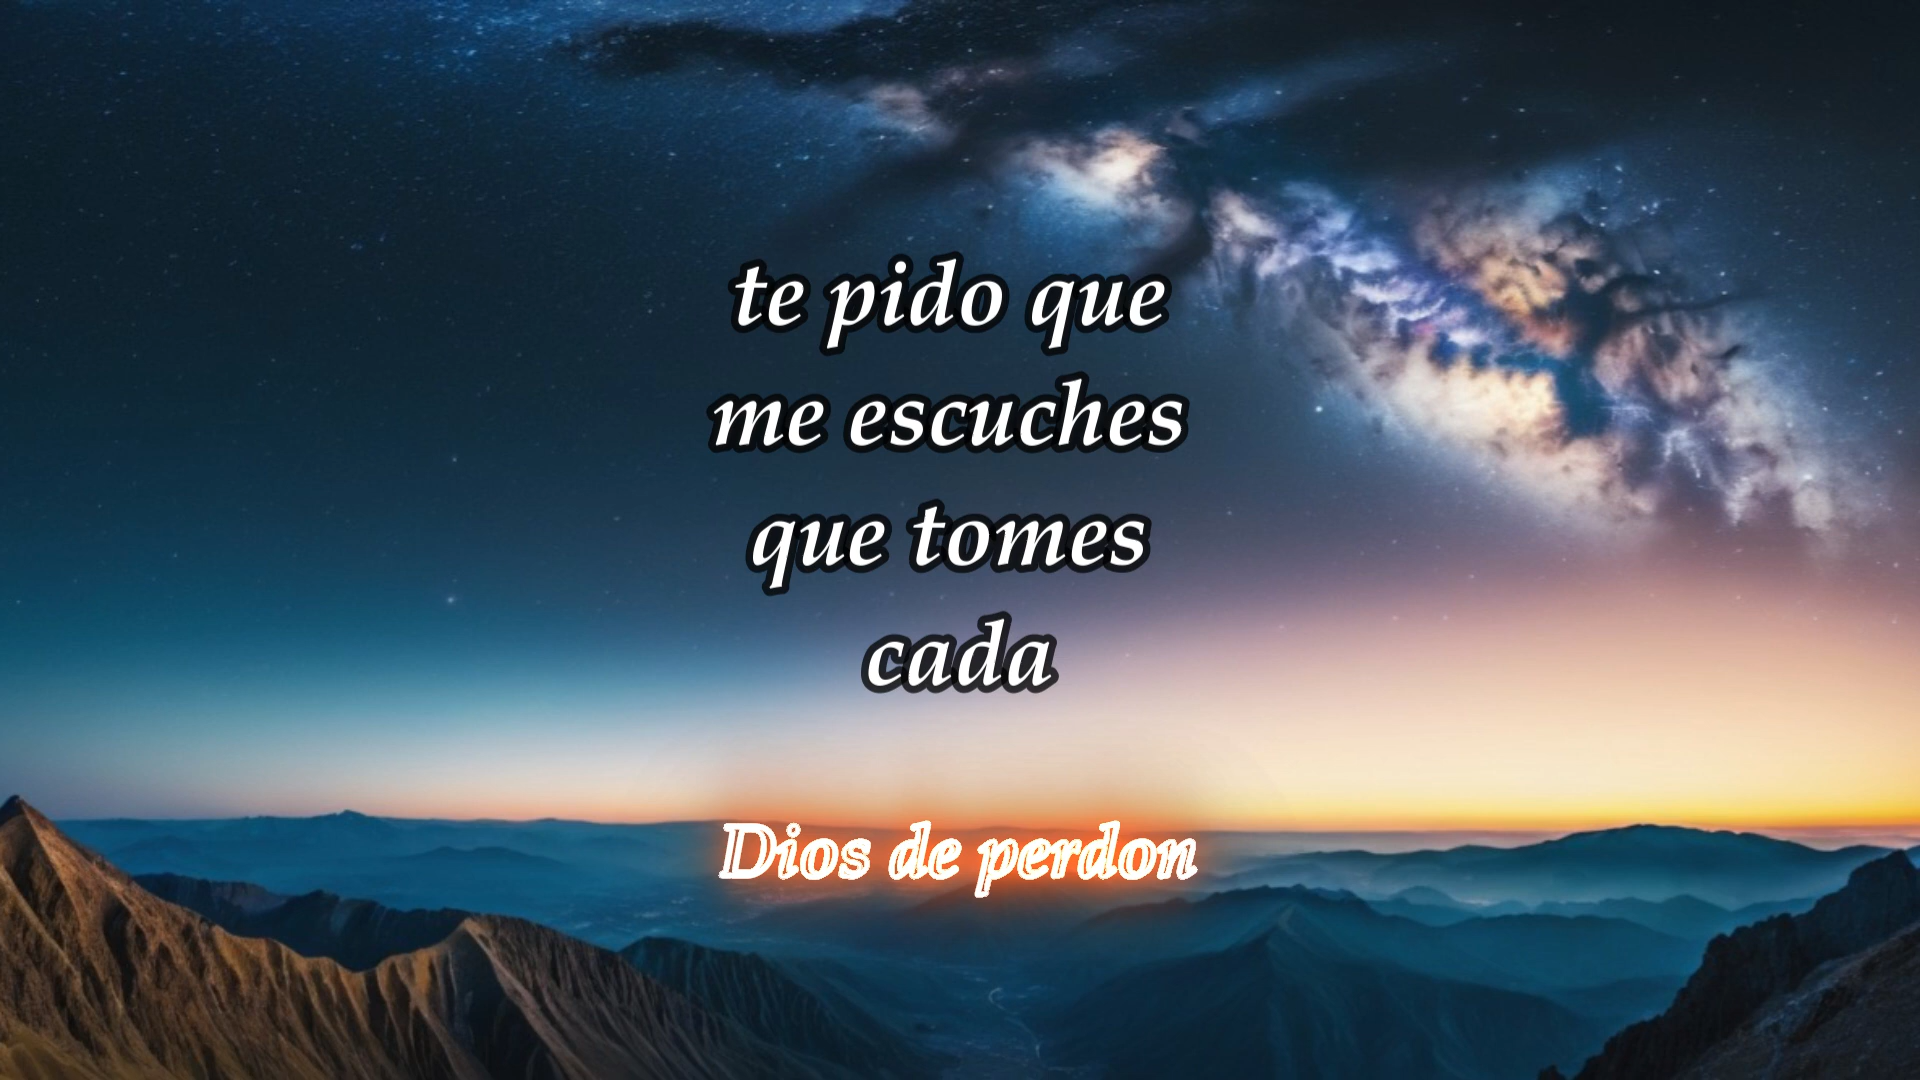 te pido que
me escuches
que tomes
cada
Dios de perdon